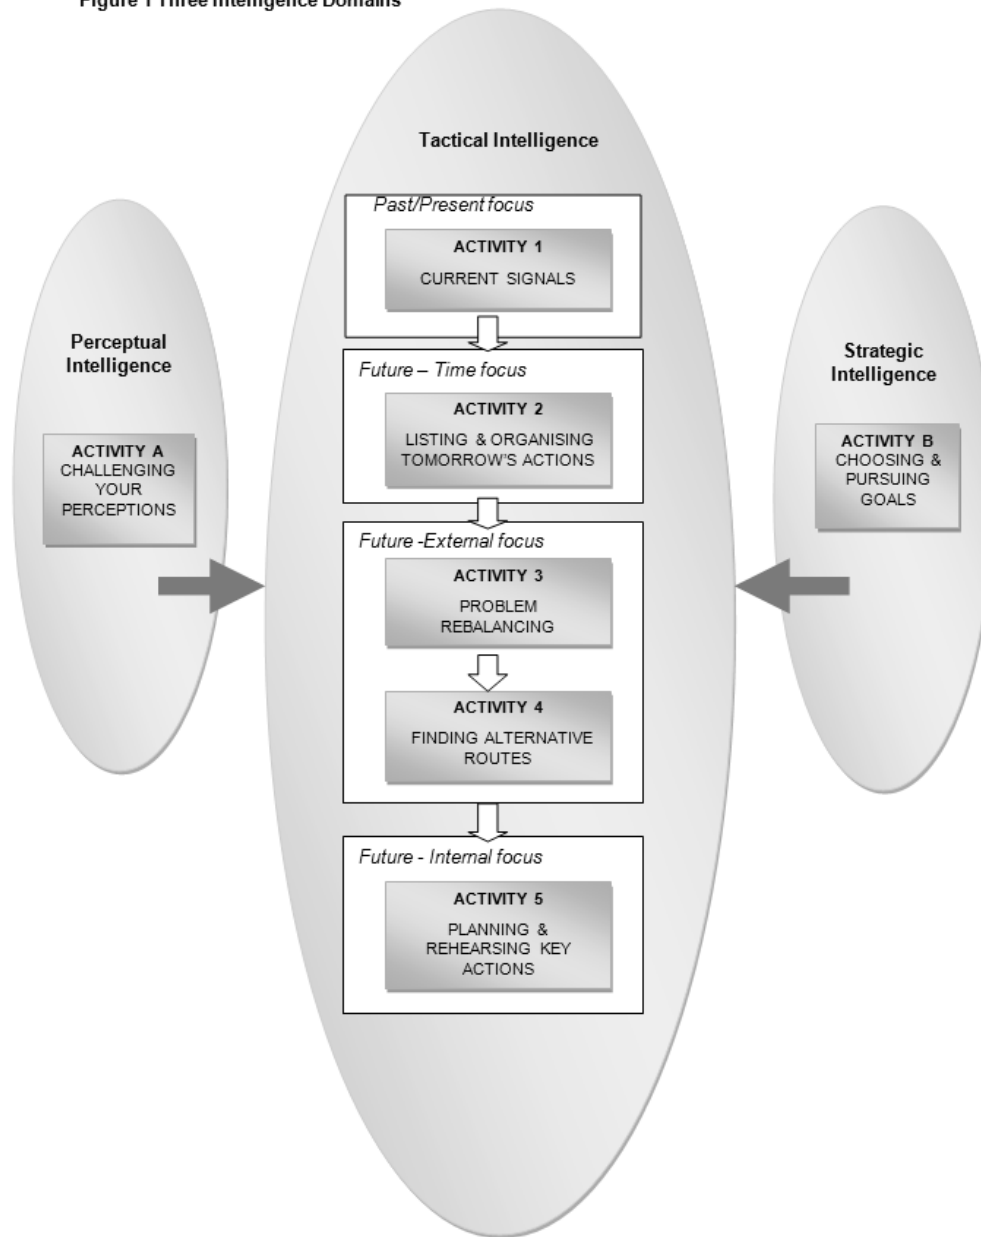 Figure 1 Three Intelligence Domains
Tactical Intelligence
Past/Present focus
ACTIVITY 1
CURRENT SIGNALS
Perceptual
Intelligence
ACTIVITY A
CHALLENGING
YOUR
PERCEPTIONS
Future – Time focus
ACTIVITY 2
LISTING & ORGANISING
TOMORROW'S ACTIONS
Future -External focus
ACTIVITY 3
PROBLEM
REBALANCING
ACTIVITY 4
FINDING ALTERNATIVE
ROUTES
Future - Internal focus
ACTIVITY 5
PLANNING &
REHEARSING KEY
ACTIONS
Strategic
Intelligence
ACTIVITY B
CHOOSING &
PURSUING
GOALS